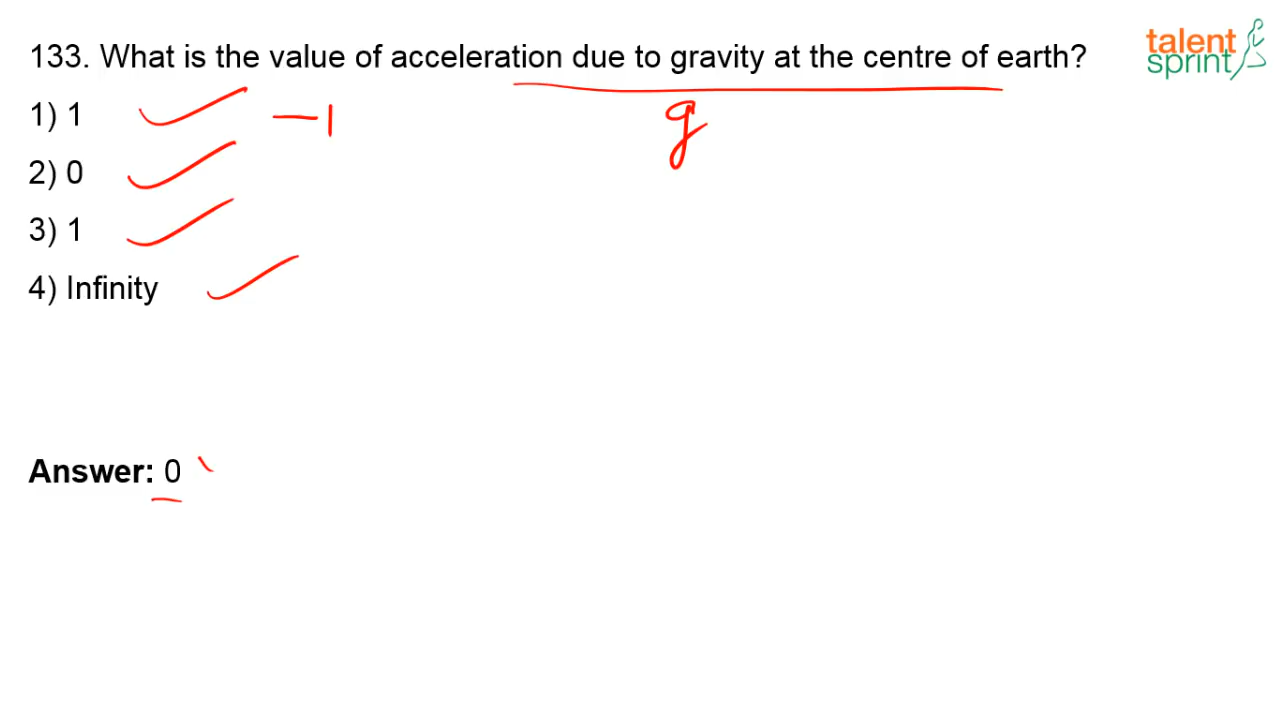 133. What is the value of acceleration due to gravity at the centre of earth?
talent
sprint
1) 1
−1
g
2) 0
3) 1
4) Infinity
Answer: 0